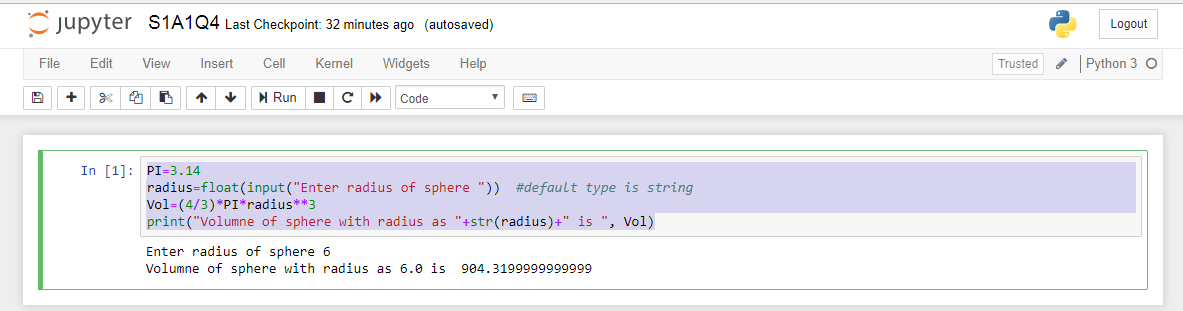 jupyter S1A1Q4 Last Checkpoint: 32 minutes ago (autosaved) Logout
File Edit View Insert Cell Kernel Widgets Help Trusted Python 3
Run Code
In [1]: PI=3.14
radius=float(input("Enter radius of sphere ")) #default type is string
Vol=(4/3)*PI*radius**3
print("Volumne of sphere with radius as "+str(radius)+" is ", Vol)
Enter radius of sphere 6
Volumne of sphere with radius as 6.0 is  904.3199999999999